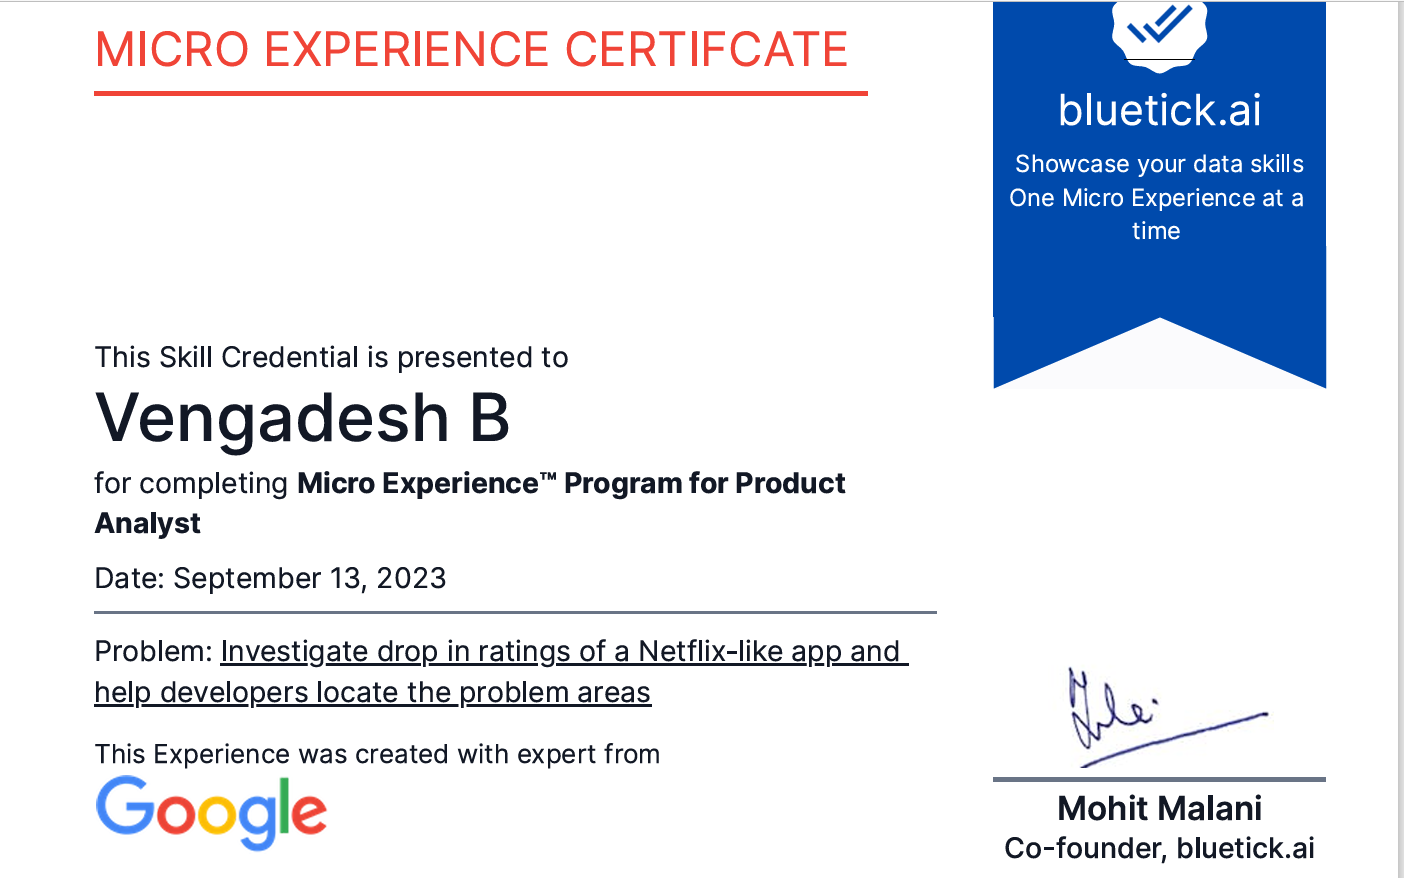 MICRO EXPERIENCE CERTIFCATE
bluetick.ai
Showcase your data skills
One Micro Experience at a
time
This Skill Credential is presented to
Vengadesh B
for completing Micro Experience™ Program for Product
Analyst
Date: September 13, 2023
Problem: Investigate drop in ratings of a Netflix-like app and
help developers locate the problem areas
This Experience was created with expert from
Google
Mohit Malani
Co-founder, bluetick.ai